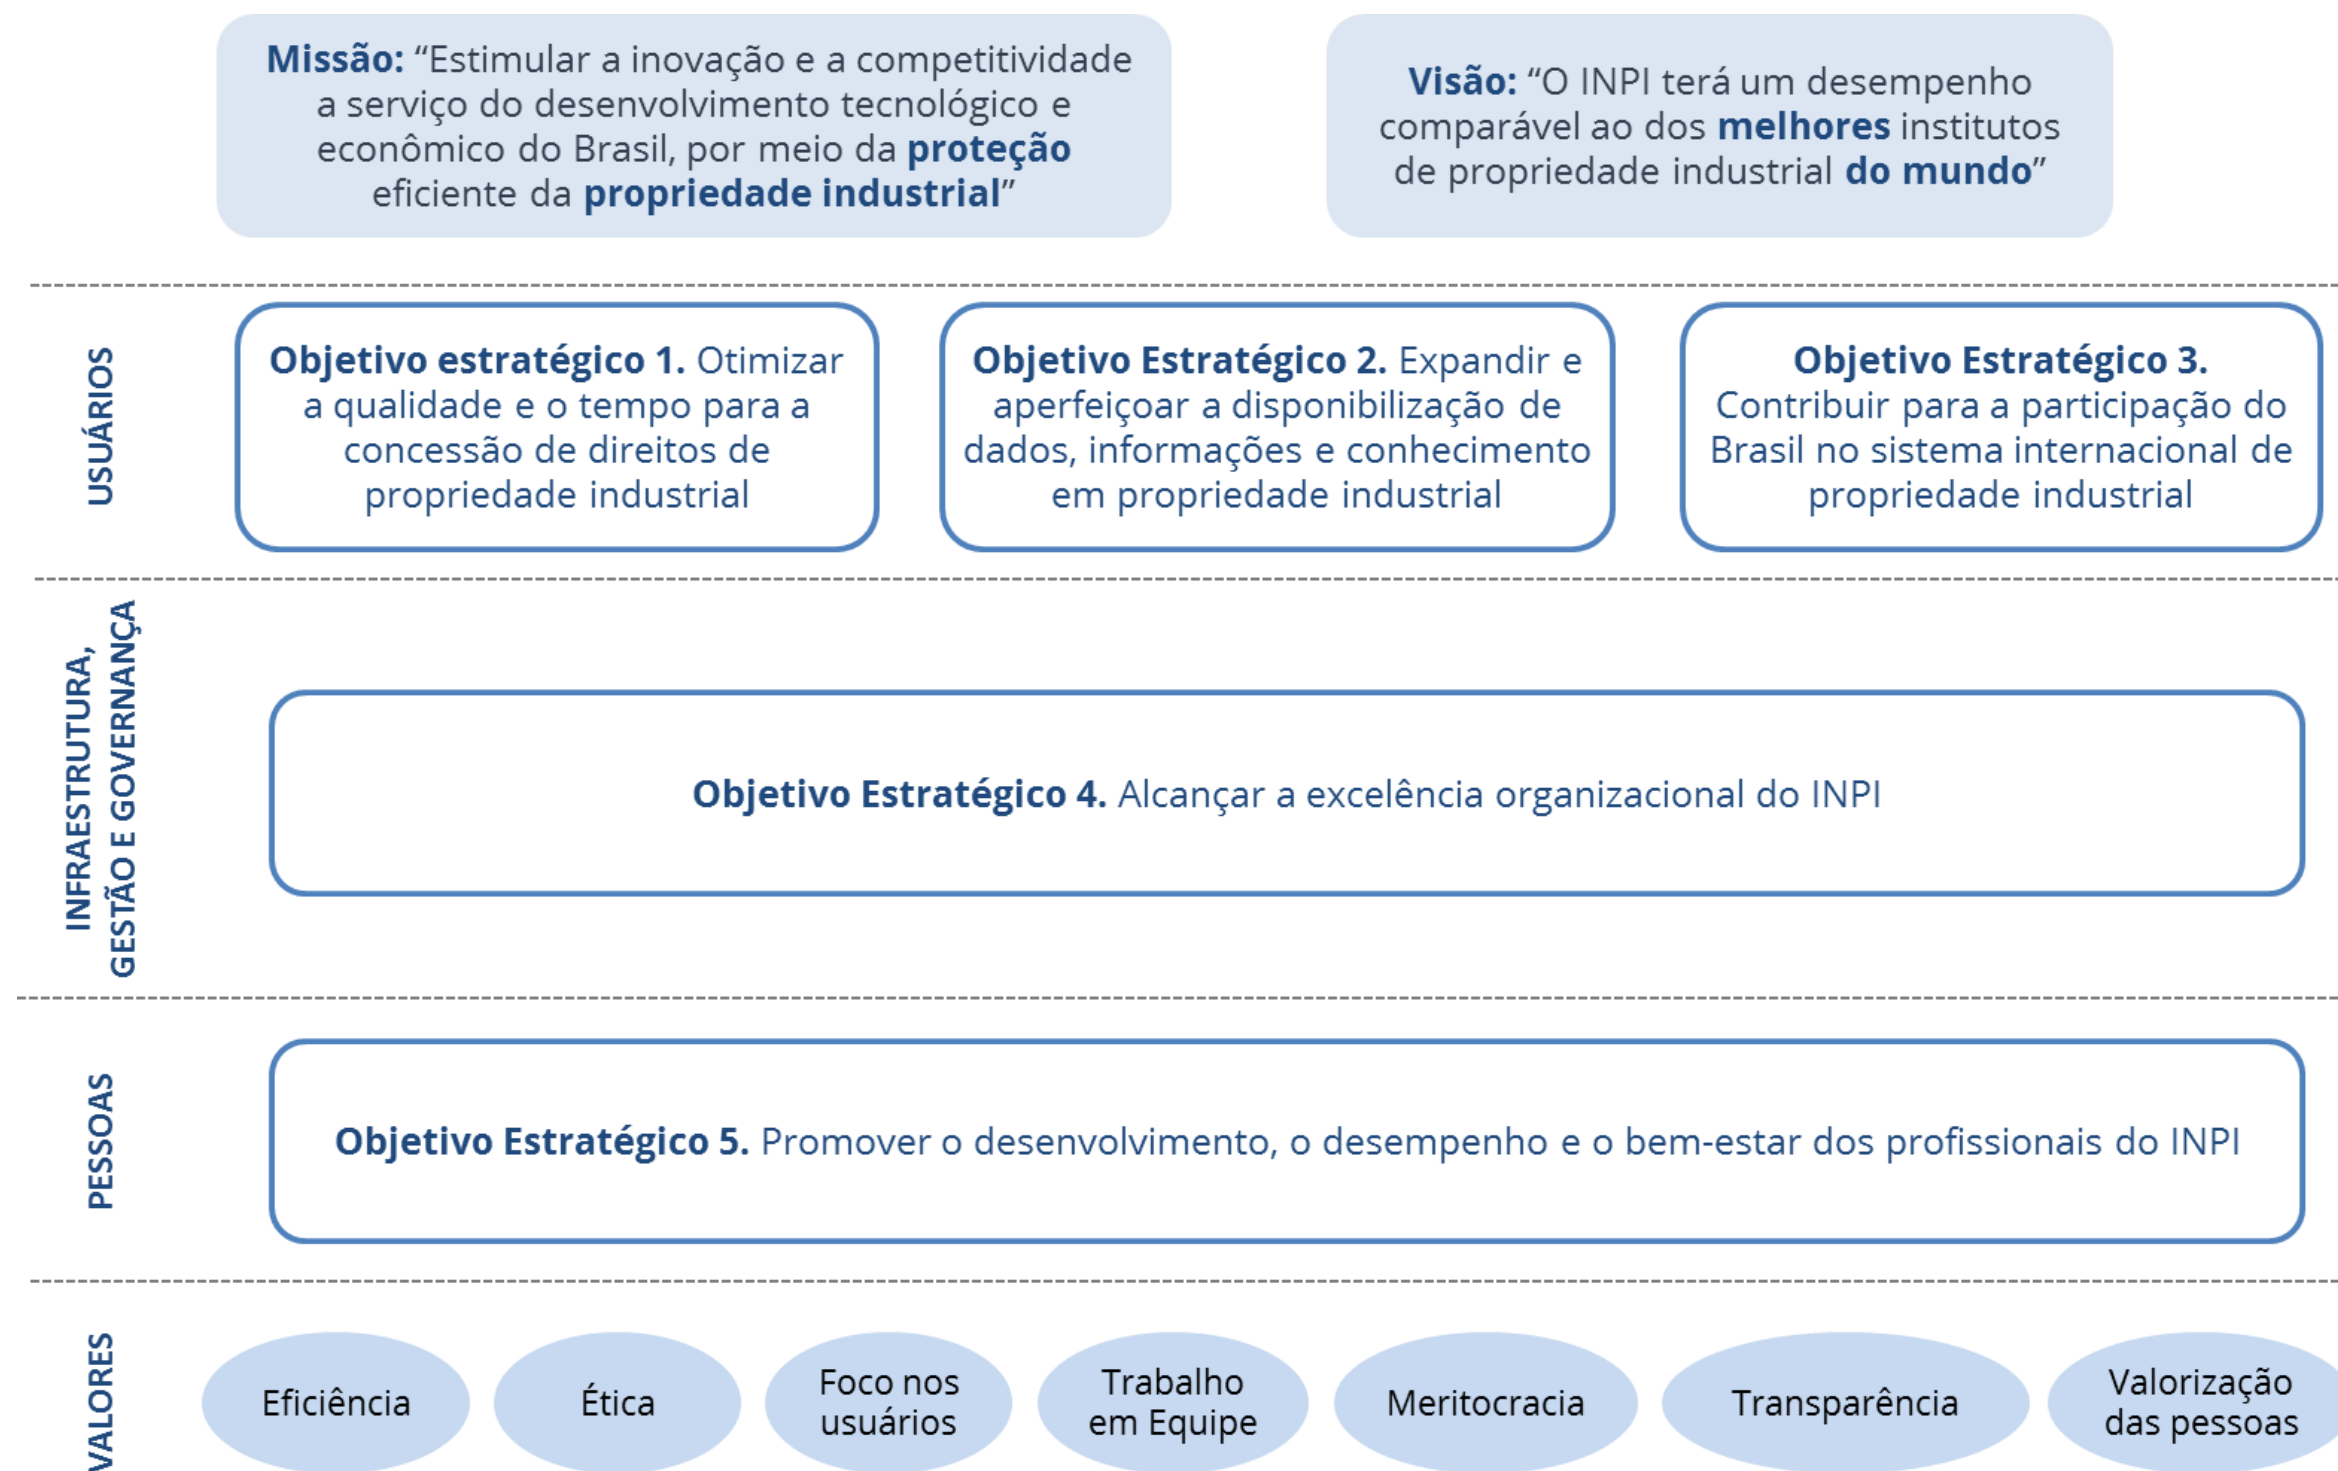 Missão: “Estimular a inovação e a competitividade
a serviço do desenvolvimento tecnológico e
econômico do Brasil, por meio da proteção
eficiente da propriedade industrial”
Visão: “O INPI terá um desempenho
comparável ao dos melhores institutos
de propriedade industrial do mundo”
USUÁRIOS
Objetivo estratégico 1. Otimizar
a qualidade e o tempo para a
concessão de direitos de
propriedade industrial
Objetivo Estratégico 2. Expandir e
aperfeiçoar a disponibilização de
dados, informações e conhecimento
em propriedade industrial
Objetivo Estratégico 3.
Contribuir para a participação do
Brasil no sistema internacional de
propriedade industrial
INFRAESTRUTURA,
GESTÃO E GOVERNANÇA
Objetivo Estratégico 4. Alcançar a excelência organizacional do INPI
PESSOAS
Objetivo Estratégico 5. Promover o desenvolvimento, o desempenho e o bem-estar dos profissionais do INPI
VALORES
Eficiência
Ética
Foco nos
usuários
Trabalho
em Equipe
Meritocracia
Transparência
Valorização
das pessoas